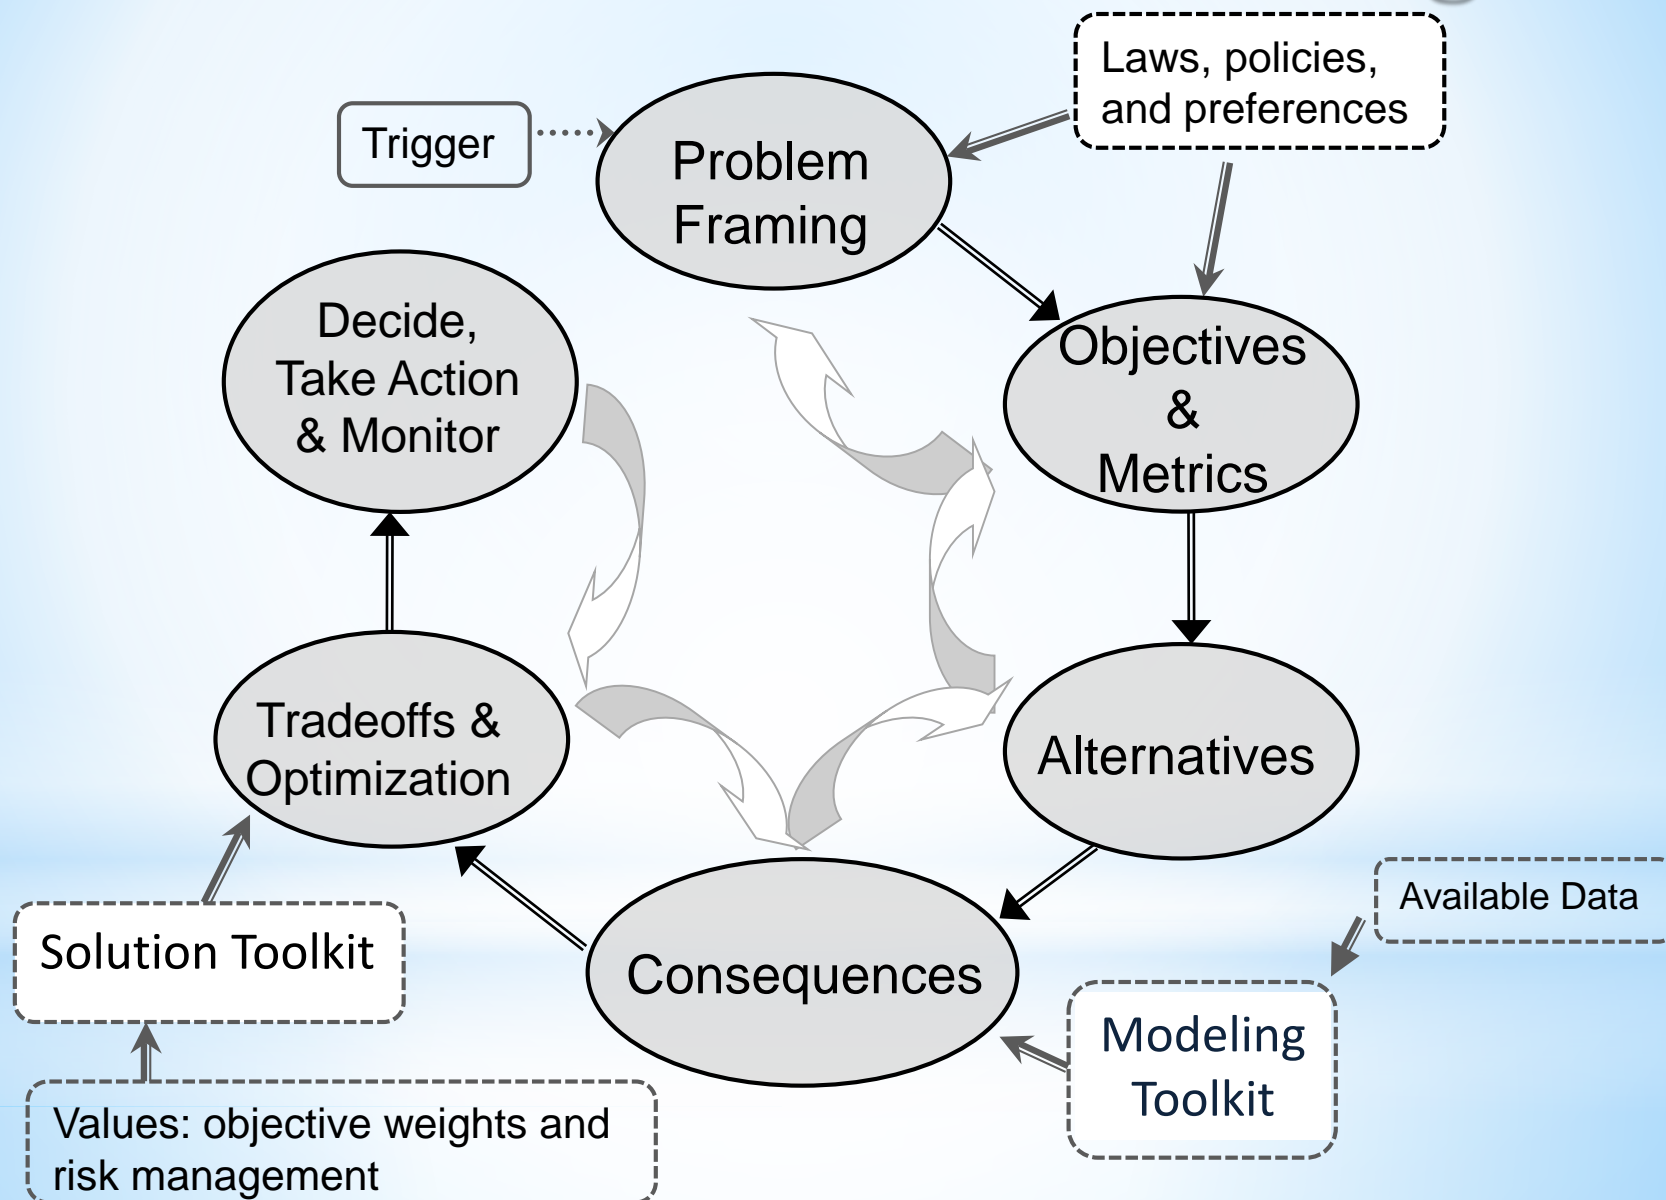 Laws, policies,
and preferences
Trigger
Problem
Framing
Decide,
Take Action
& Monitor
Objectives
&
Metrics
Tradeoffs &
Optimization
Alternatives
Available Data
Solution Toolkit
Consequences
Modeling
Toolkit
Values: objective weights and
risk management